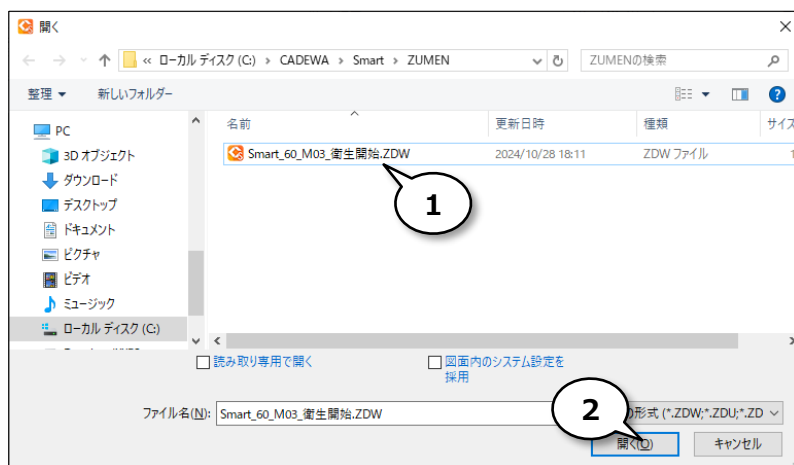 開く
« ローカル ディスク (C:) › CADEWA › Smart › ZUMEN
ZUMENの検索
整理 新しいフォルダー
名前 更新日時 種類 サイズ
PC
3D オブジェクト
ダウンロード
デスクトップ
ドキュメント
ピクチャ
ビデオ
ミュージック
ローカル ディスク (C:)
Smart_60_M03_衛生開始.ZDW 2024/10/28 18:11 ZDW ファイル 1
1
読み取り専用で開く
図面内のシステム設定を
採用
ファイル名(N): Smart_60_M03_衛生開始.ZDW
2
の形式 (*.ZDW;*.ZDU;*.ZD
開く(O) キャンセル